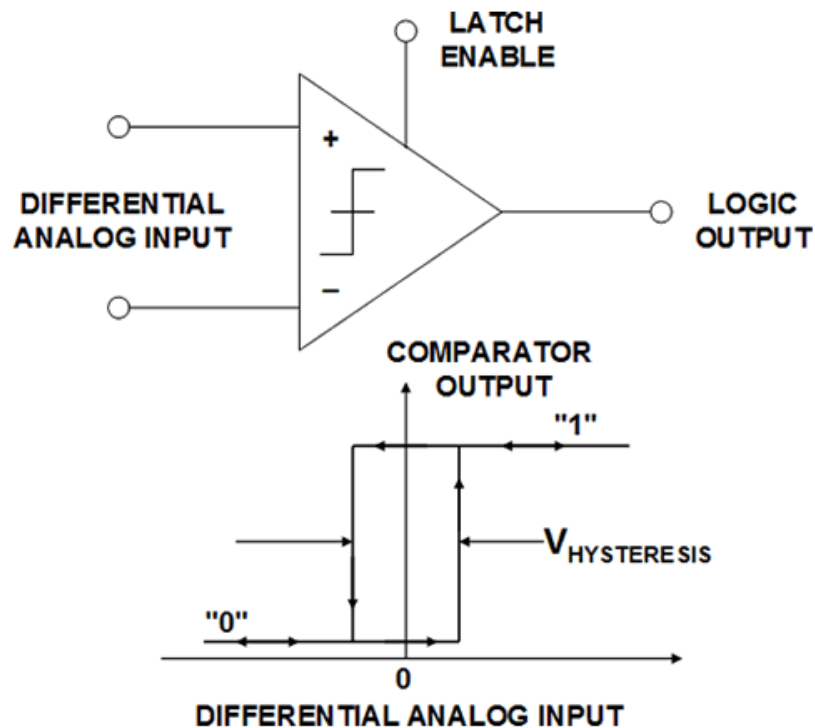 LATCH
ENABLE
+
DIFFERENTIAL
ANALOG INPUT
LOGIC
OUTPUT
–
COMPARATOR
OUTPUT
"1"
VHYSTERESIS
"0"
0
DIFFERENTIAL ANALOG INPUT